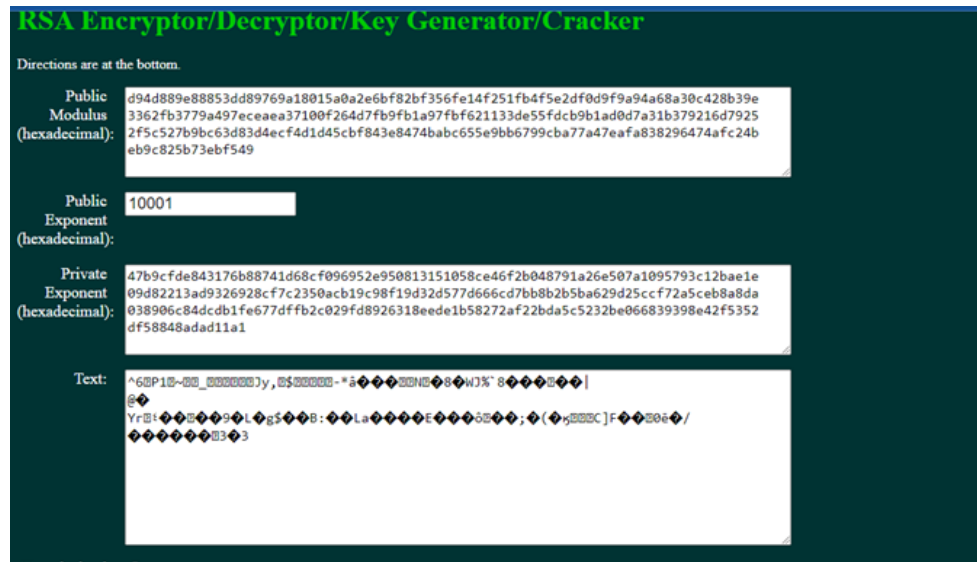 RSA Encryptor/Decryptor/Key Generator/Cracker
Directions are at the bottom.
Public Modulus (hexadecimal):
d94d889e88853dd89769a18015a0a2e6bf82bf356fe14f251fb4f5e2df0d9f9a94a68a30c428b39e
3362fb3779a497eceaea37100f264d7fb9fb1a97fbf621133de55fdcb9b1ad0d7a31b379216d7925
2f5c527b9bc63d83d4ecf4d1d45cbf843e8474babc655e9bb6799cba77a47eafa838296474afc24b
eb9c825b73ebf549
Public Exponent (hexadecimal):
10001
Private Exponent (hexadecimal):
47b9cfde843176b88741d68cf096952e950813151058ce46f2b048791a26e507a1095793c12bae1e
09d82213ad9326928cf7c2350acb19c98f19d32d577d666cd7bb8b2b5ba629d25ccf72a5ceb8a8da
038906c84dcdb1fe677dffb2c029fd8926318eede1b58272af22bda5c5232be066839398e42f5352
df58848adad11a1
Text: